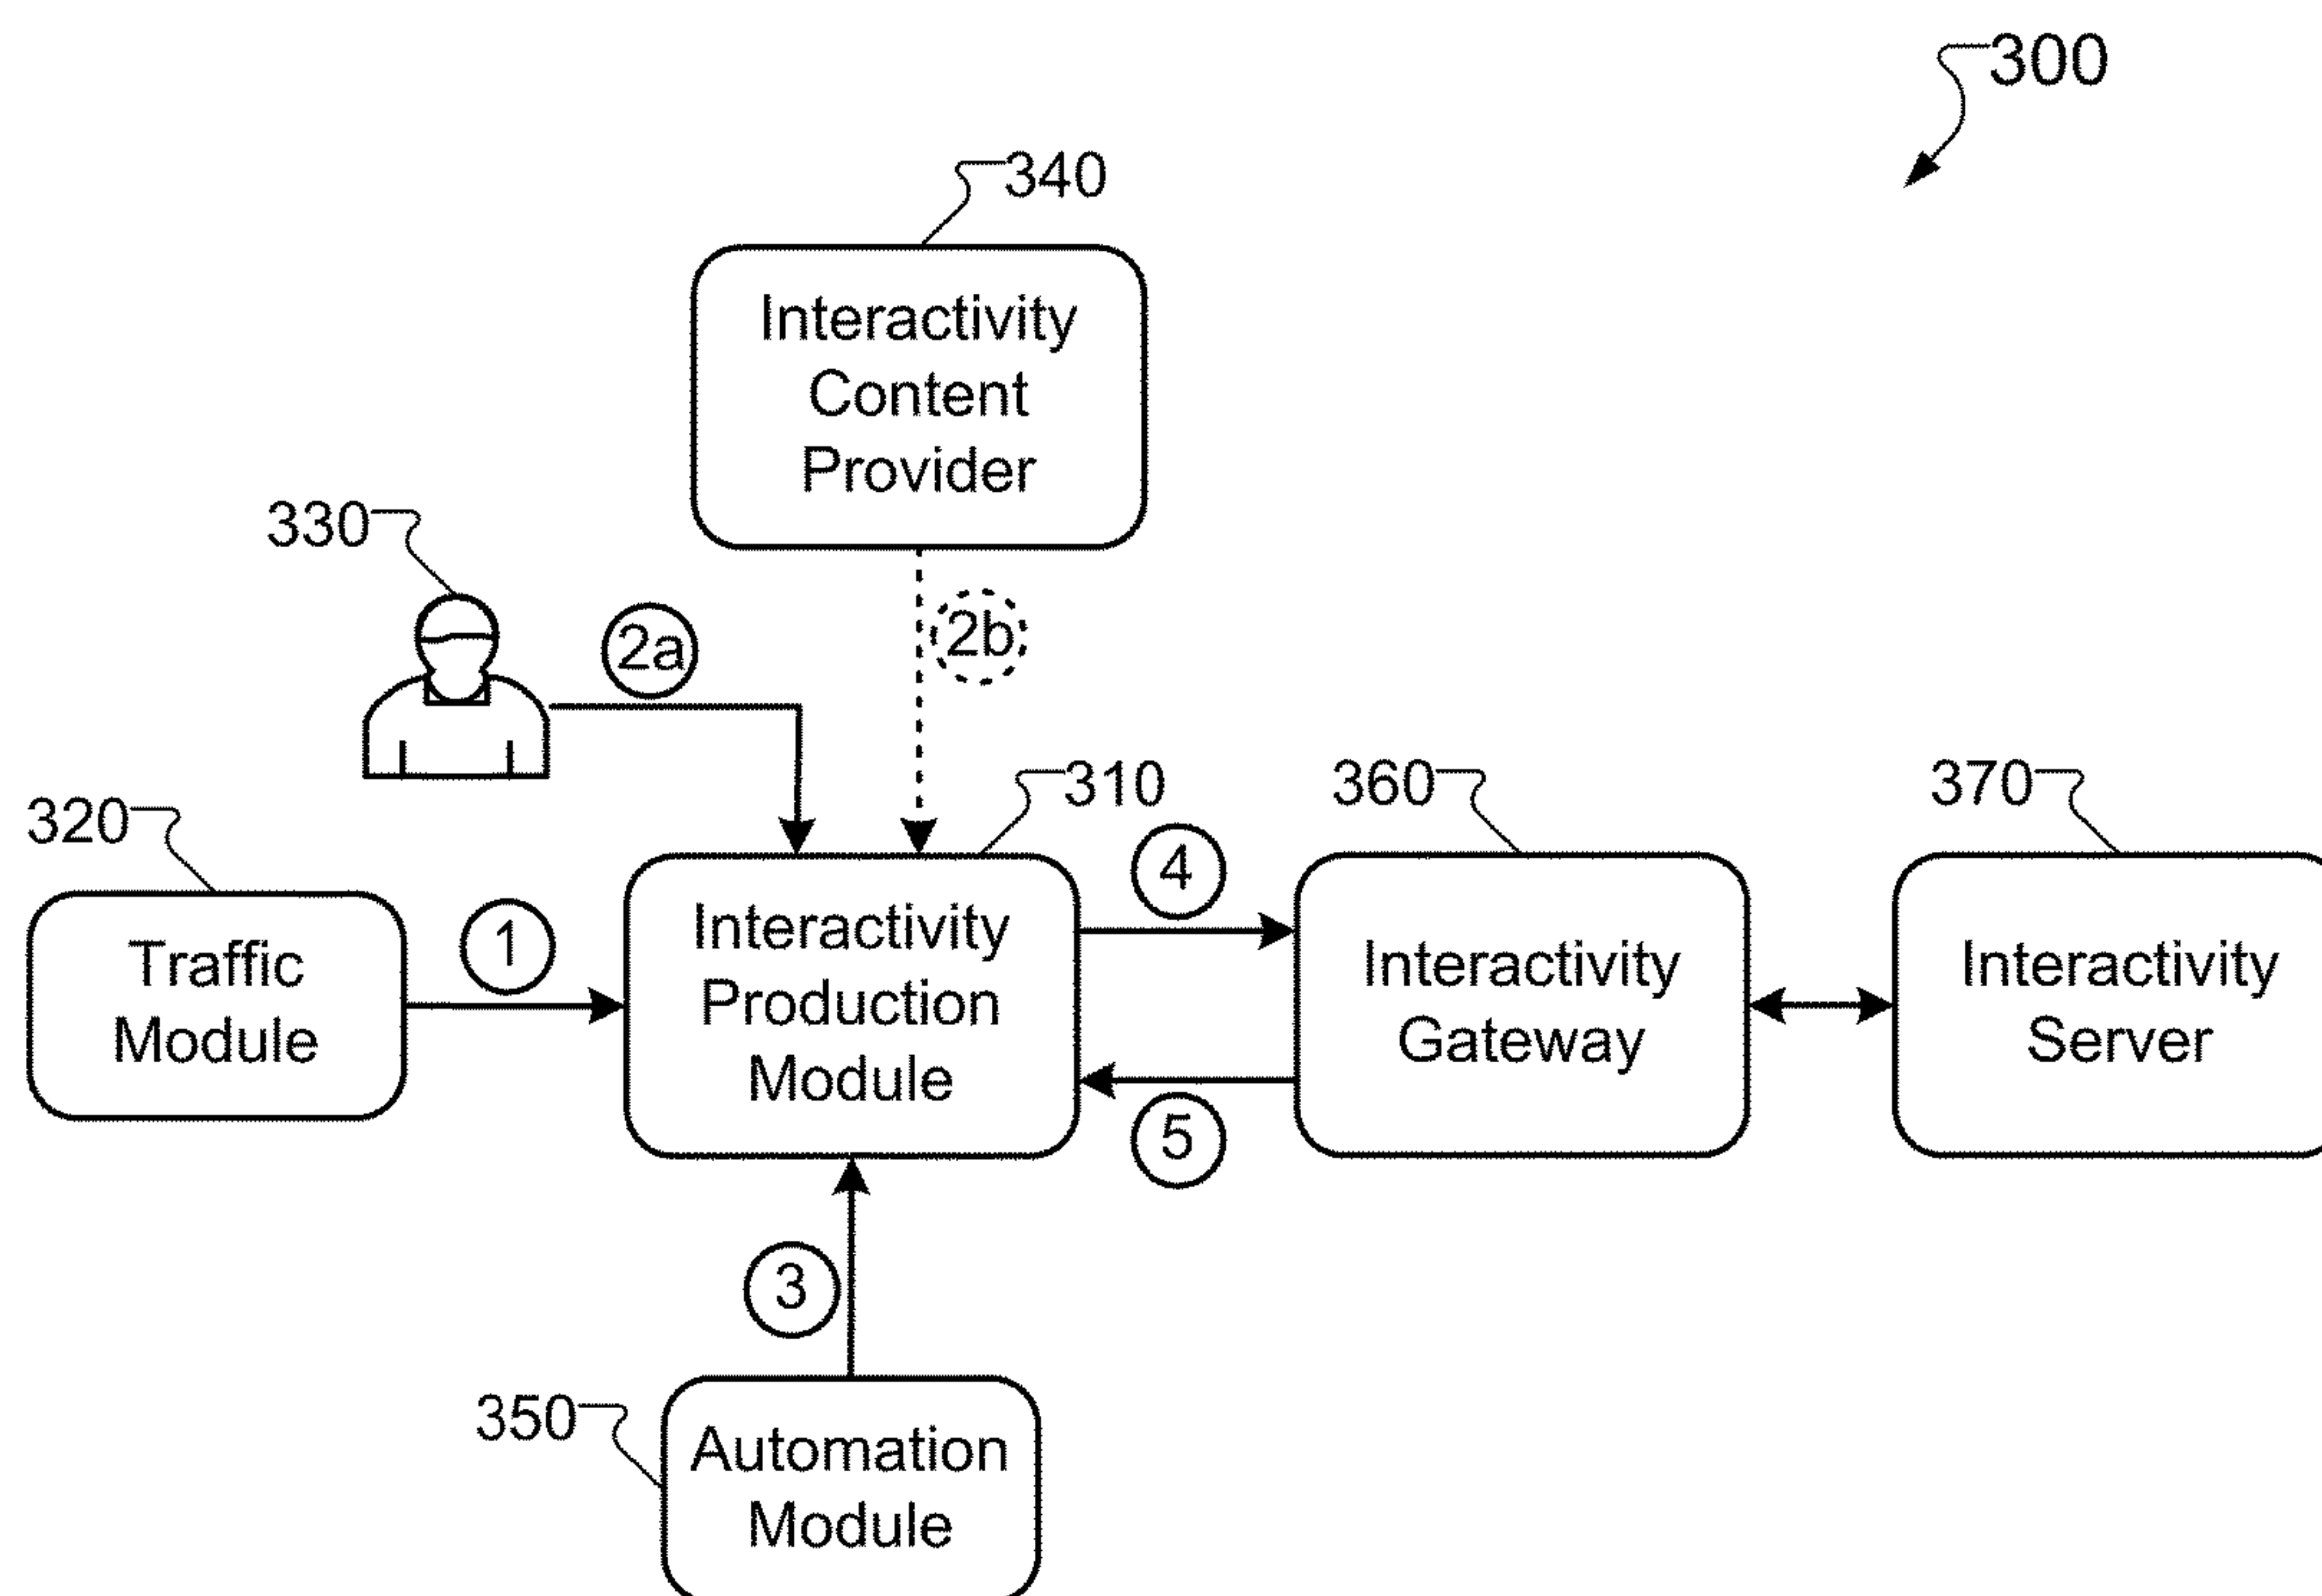 300
340
Interactivity
Content
Provider
330
2a
2b
320
310
360
370
Traffic
Module
1
Interactivity
Production
Module
4
5
Interactivity
Gateway
Interactivity
Server
3
350
Automation
Module